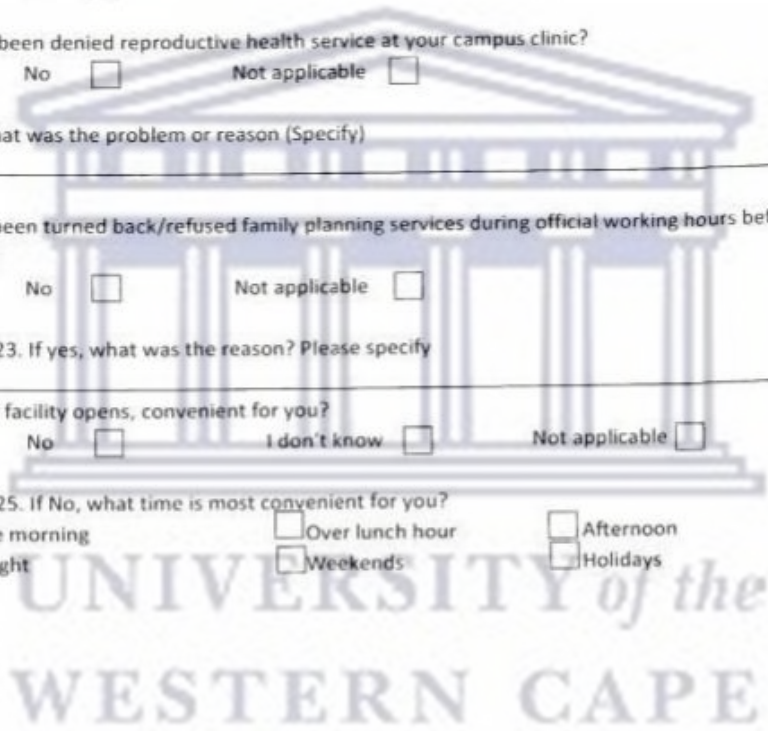 been denied reproductive health service at your campus clinic?
No Not applicable
at was the problem or reason (Specify)
een turned back/refused family planning services during official working hours bef
No Not applicable
23. If yes, what was the reason? Please specify
facility opens, convenient for you?
No I don't know Not applicable
25. If No, what time is most convenient for you?
e morning Over lunch hour Afternoon
ght Weekends Holidays
UNIVERSITY of the
WESTERN CAPE